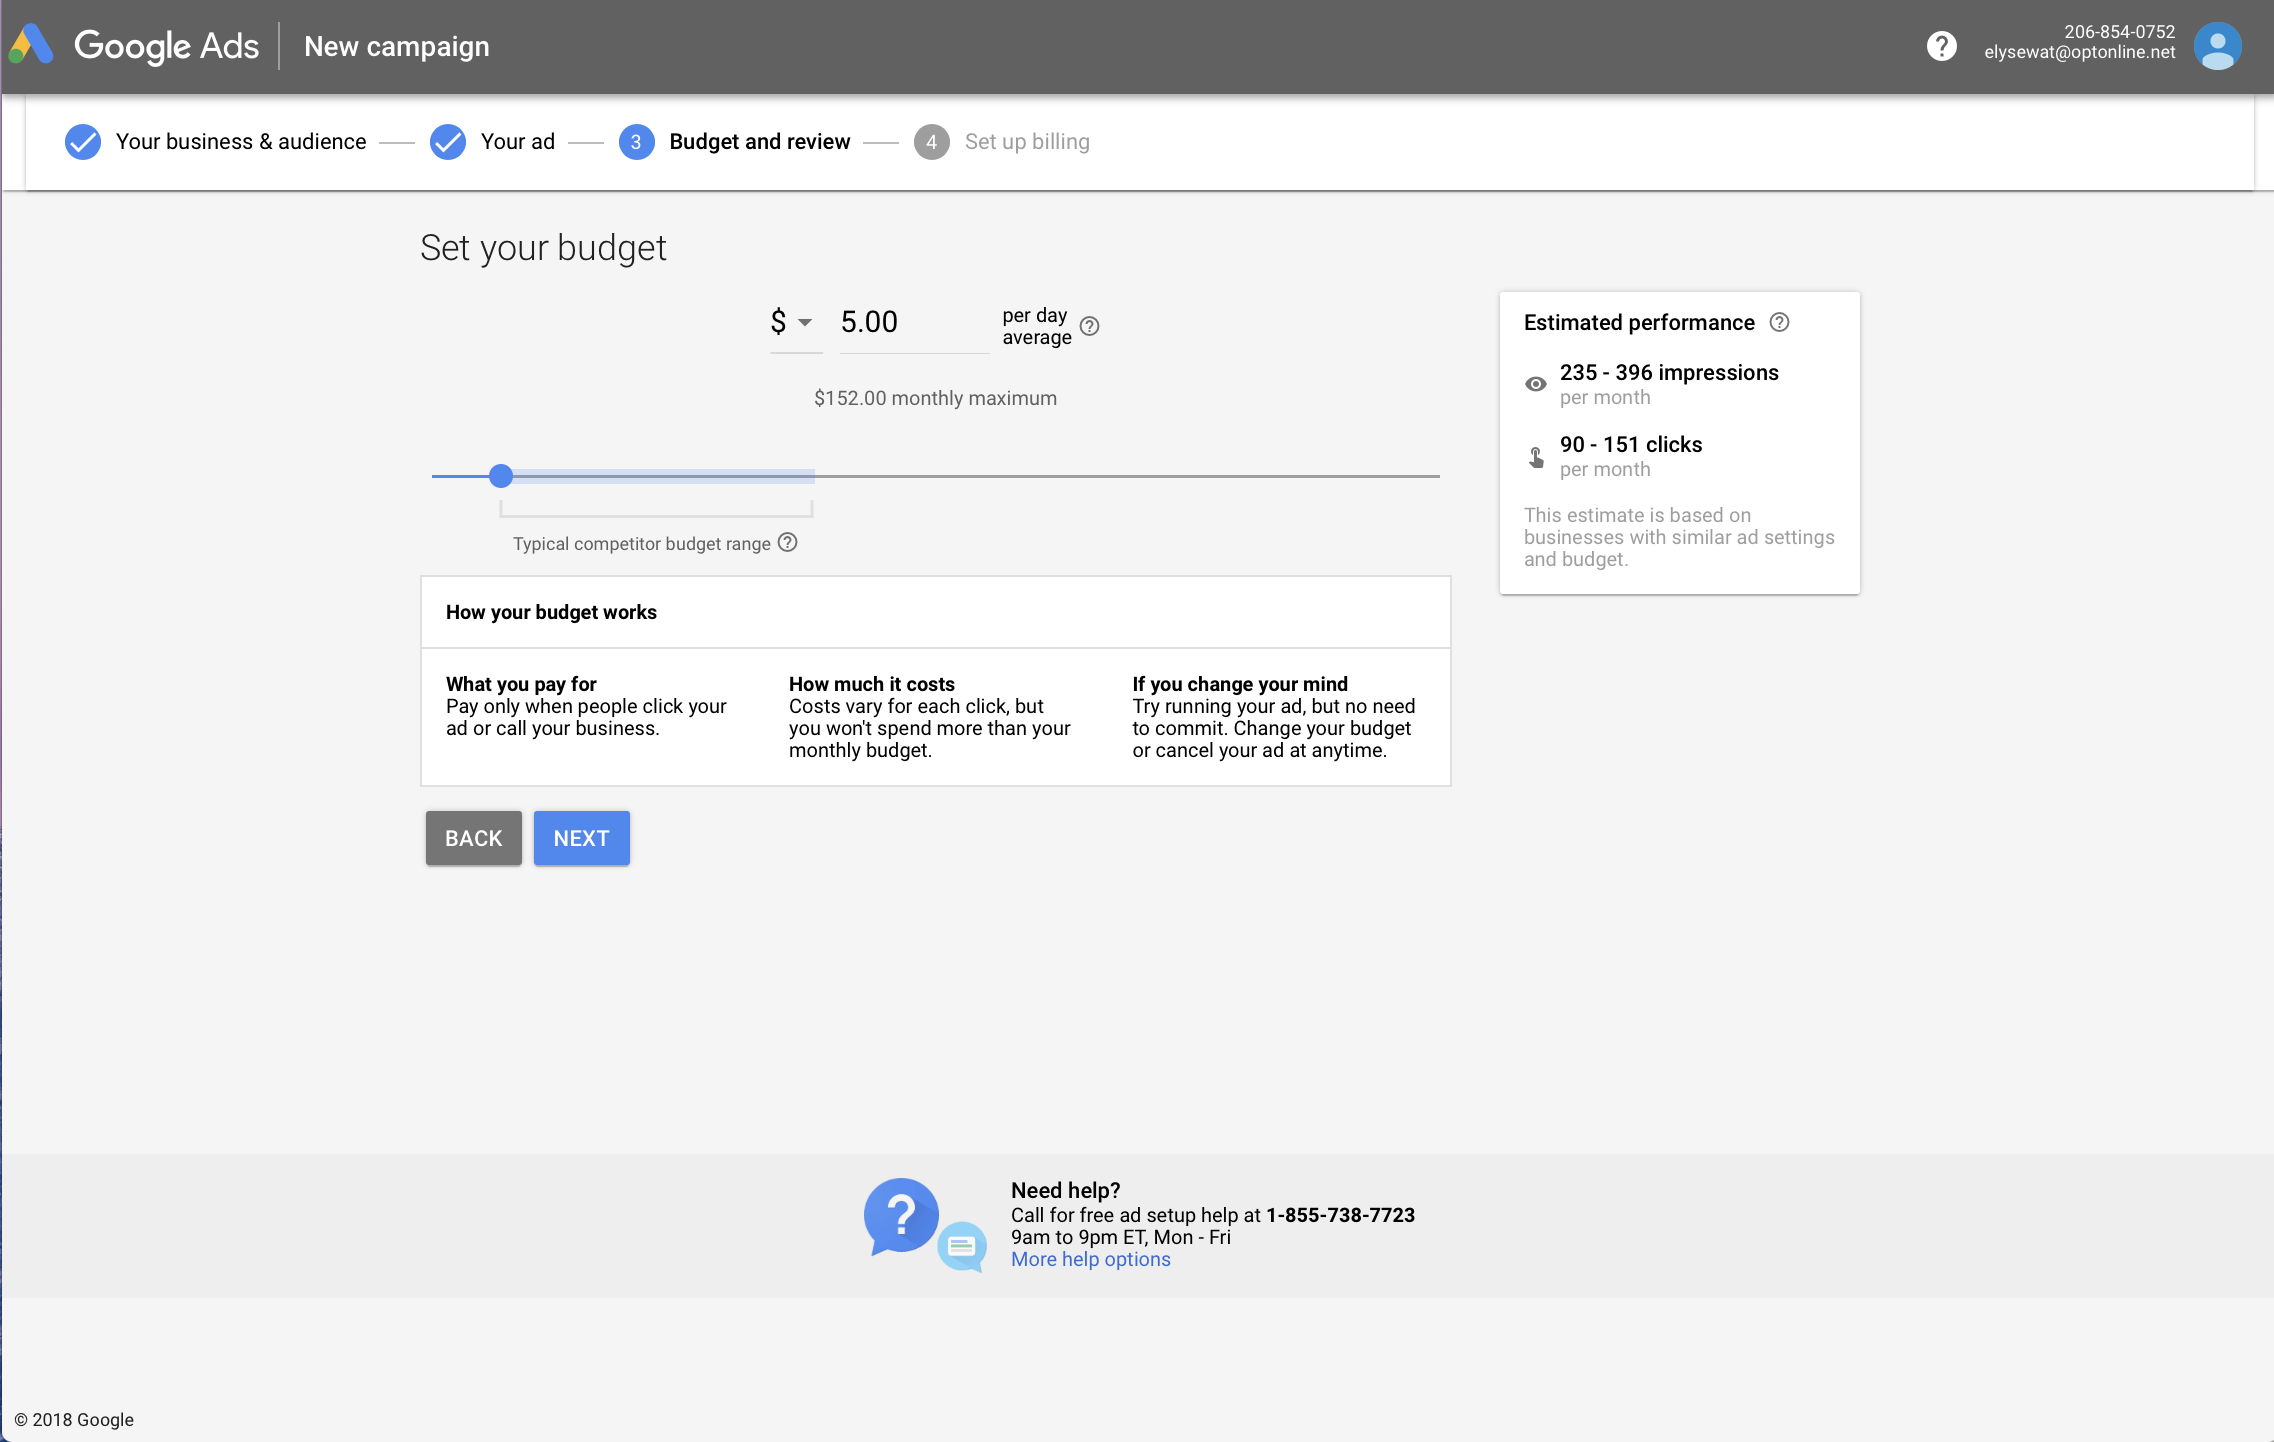 Google Ads
New campaign
?
206-854-0752
elysewat@optonline.net
Your business & audience
Your ad
3
Budget and review
4
Set up billing
Set your budget
$
5.00
per day
average
?
$152.00 monthly maximum
Typical competitor budget range ?
Estimated performance ?
235 - 396 impressions
per month
90 - 151 clicks
per month
This estimate is based on
businesses with similar ad settings
and budget.
How your budget works
What you pay for
Pay only when people click your
ad or call your business.
How much it costs
Costs vary for each click, but
you won't spend more than your
monthly budget.
If you change your mind
Try running your ad, but no need
to commit. Change your budget
or cancel your ad at anytime.
BACK
NEXT
?
Need help?
Call for free ad setup help at 1-855-738-7723
9am to 9pm ET, Mon - Fri
More help options
© 2018 Google